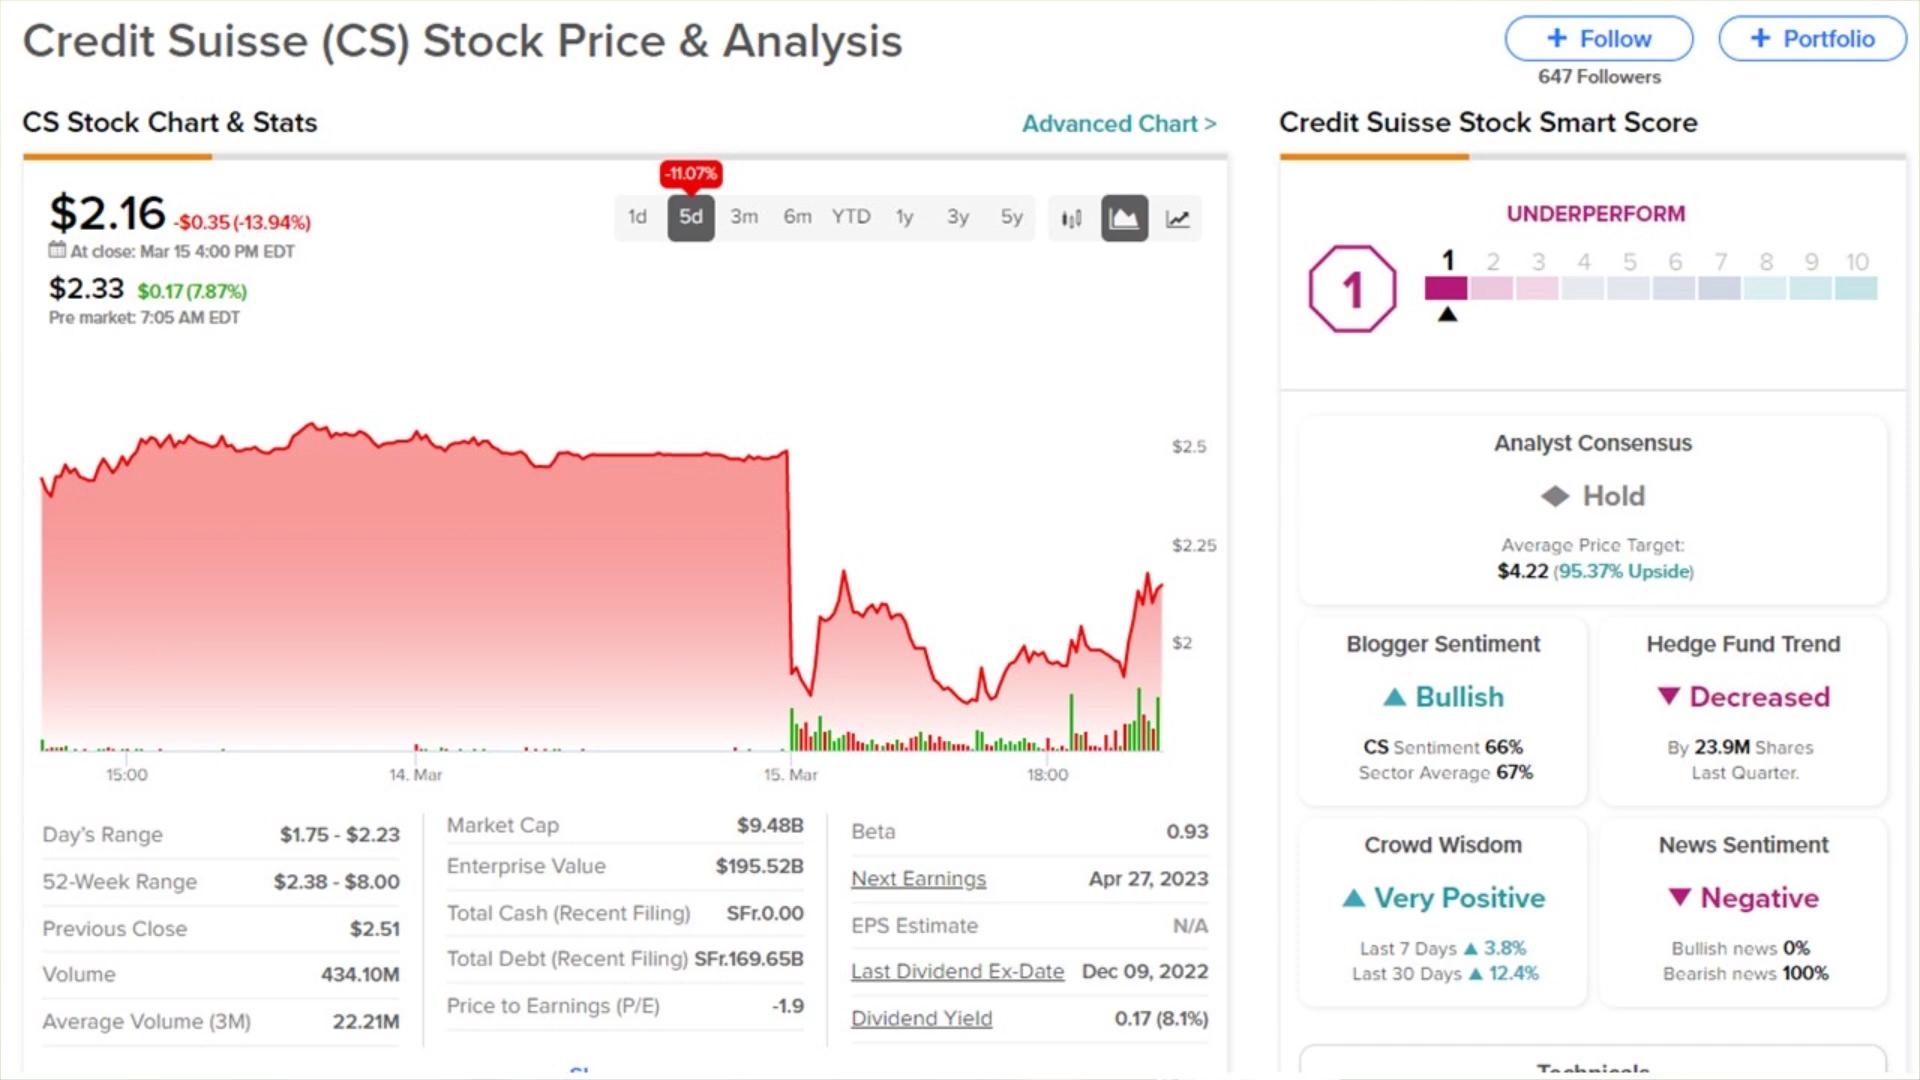 Credit Suisse (CS) Stock Price & Analysis
+ Follow
+ Portfolio
647 Followers
CS Stock Chart & Stats
Advanced Chart >
-11.07%
$2.16 -$0.35 (-13.94%)
1d 5d 3m 6m YTD 1y 3y 5y
At close: Mar 15 4:00 PM EDT
$2.33 $0.17 (7.87%)
Pre market: 7:05 AM EDT
$2.5
$2.25
$2
15:00 14. Mar 15. Mar 18:00
Day's Range $1.75 - $2.23
52-Week Range $2.38 - $8.00
Previous Close $2.51
Volume 434.10M
Average Volume (3M) 22.21M
Market Cap $9.48B
Enterprise Value $195.52B
Total Cash (Recent Filing) SFr.0.00
Total Debt (Recent Filing) SFr.169.65B
Price to Earnings (P/E) -1.9
Beta 0.93
Next Earnings Apr 27, 2023
EPS Estimate N/A
Last Dividend Ex-Date Dec 09, 2022
Dividend Yield 0.17 (8.1%)
Credit Suisse Stock Smart Score
UNDERPERFORM
1
1 2 3 4 5 6 7 8 9 10
Analyst Consensus
Hold
Average Price Target:
$4.22 (95.37% Upside)
Blogger Sentiment
Bullish
CS Sentiment 66%
Sector Average 67%
Hedge Fund Trend
Decreased
By 23.9M Shares
Last Quarter.
Crowd Wisdom
Very Positive
Last 7 Days ▲ 3.8%
Last 30 Days ▲ 12.4%
News Sentiment
Negative
Bullish news 0%
Bearish news 100%
Technicals